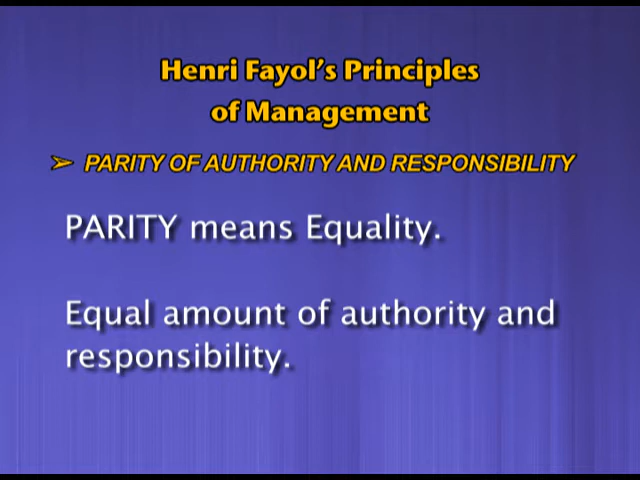 Henri Fayol's Principles
of Management
➢ PARITY OF AUTHORITY AND RESPONSIBILITY
PARITY means Equality.
Equal amount of authority and
responsibility.